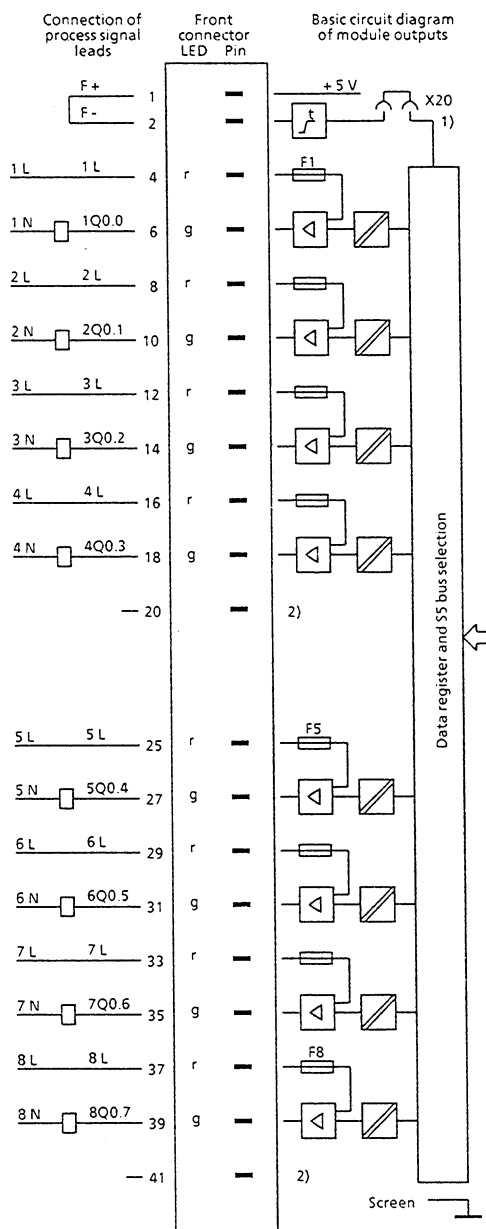 Connection of process signal leads
Front connector
LED Pin
Basic circuit diagram of module outputs
F+ 1 +5 V
F- 2 t X20
1)
1 L 1 L 4 r F1
1 N 1Q0.0 6 g
2 L 2 L 8 r
2 N 2Q0.1 10 g
3 L 3 L 12 r
3 N 3Q0.2 14 g
4 L 4 L 16 r
4 N 4Q0.3 18 g
20 2)
Data register and S5 bus selection
5 L 5 L 25 r F5
5 N 5Q0.4 27 g
6 L 6 L 29 r
6 N 6Q0.5 31 g
7 L 7 L 33 r
7 N 7Q0.6 35 g
8 L 8 L 37 r F8
8 N 8Q0.7 39 g
41 2)
Screen